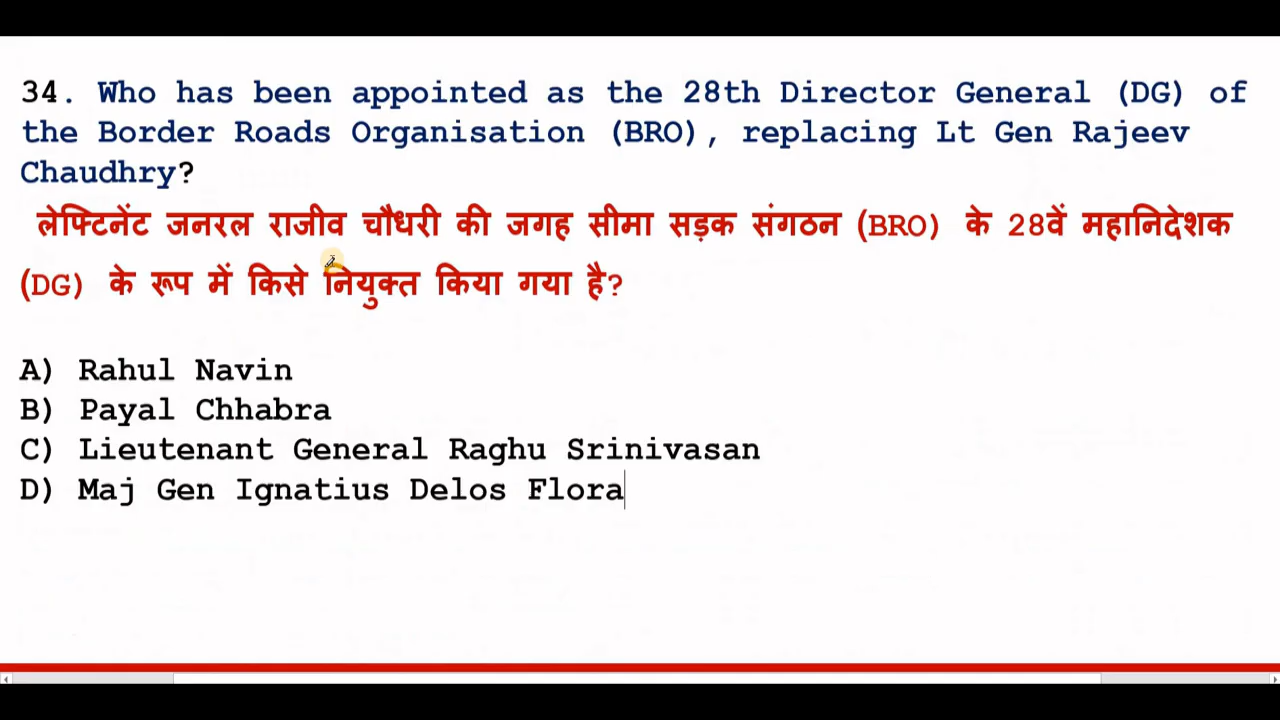 34. Who has been appointed as the 28th Director General (DG) of
the Border Roads Organisation (BRO), replacing Lt Gen Rajeev
Chaudhry?
लेफ्टिनेंट जनरल राजीव चौधरी की जगह सीमा सड़क संगठन (BRO) के 28वें महानिदेशक
(DG) के रूप में किसे नियुक्त किया गया है?
A) Rahul Navin
B) Payal Chhabra
C) Lieutenant General Raghu Srinivasan
D) Maj Gen Ignatius Delos Flora